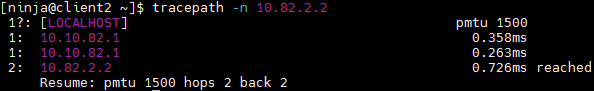 [ninja@client2 ~]$ tracepath -n 10.82.2.2
1?: [LOCALHOST] pmtu 1500
1: 10.10.82.1 0.358ms
1: 10.10.82.1 0.263ms
2: 10.82.2.2 0.726ms reached
Resume: pmtu 1500 hops 2 back 2